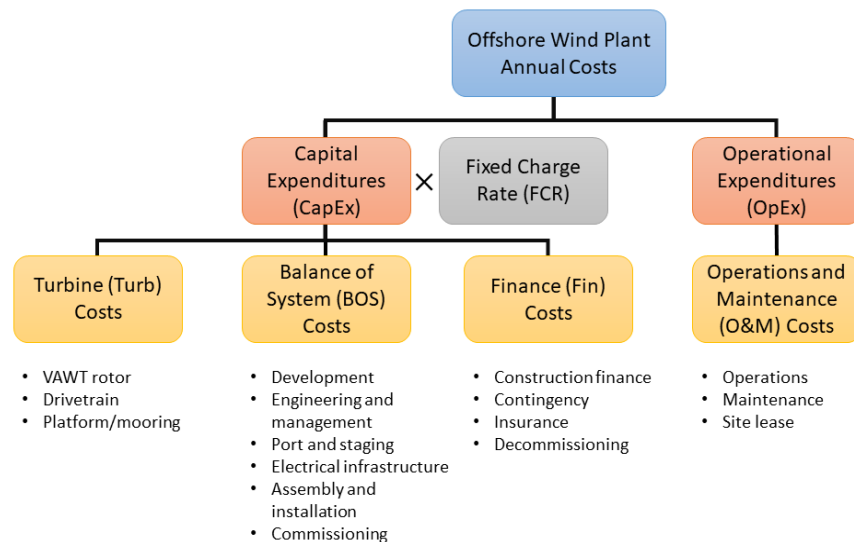 Offshore Wind Plant
Annual Costs
Capital
Expenditures
(CapEx)
×
Fixed Charge
Rate (FCR)
Operational
Expenditures
(OpEx)
Turbine (Turb)
Costs
Balance of
System (BOS)
Costs
Finance (Fin)
Costs
Operations and
Maintenance
(O&M) Costs
• VAWT rotor
• Drivetrain
• Platform/mooring
• Development
• Engineering and
management
• Port and staging
• Electrical infrastructure
• Assembly and
installation
• Commissioning
• Construction finance
• Contingency
• Insurance
• Decommissioning
• Operations
• Maintenance
• Site lease